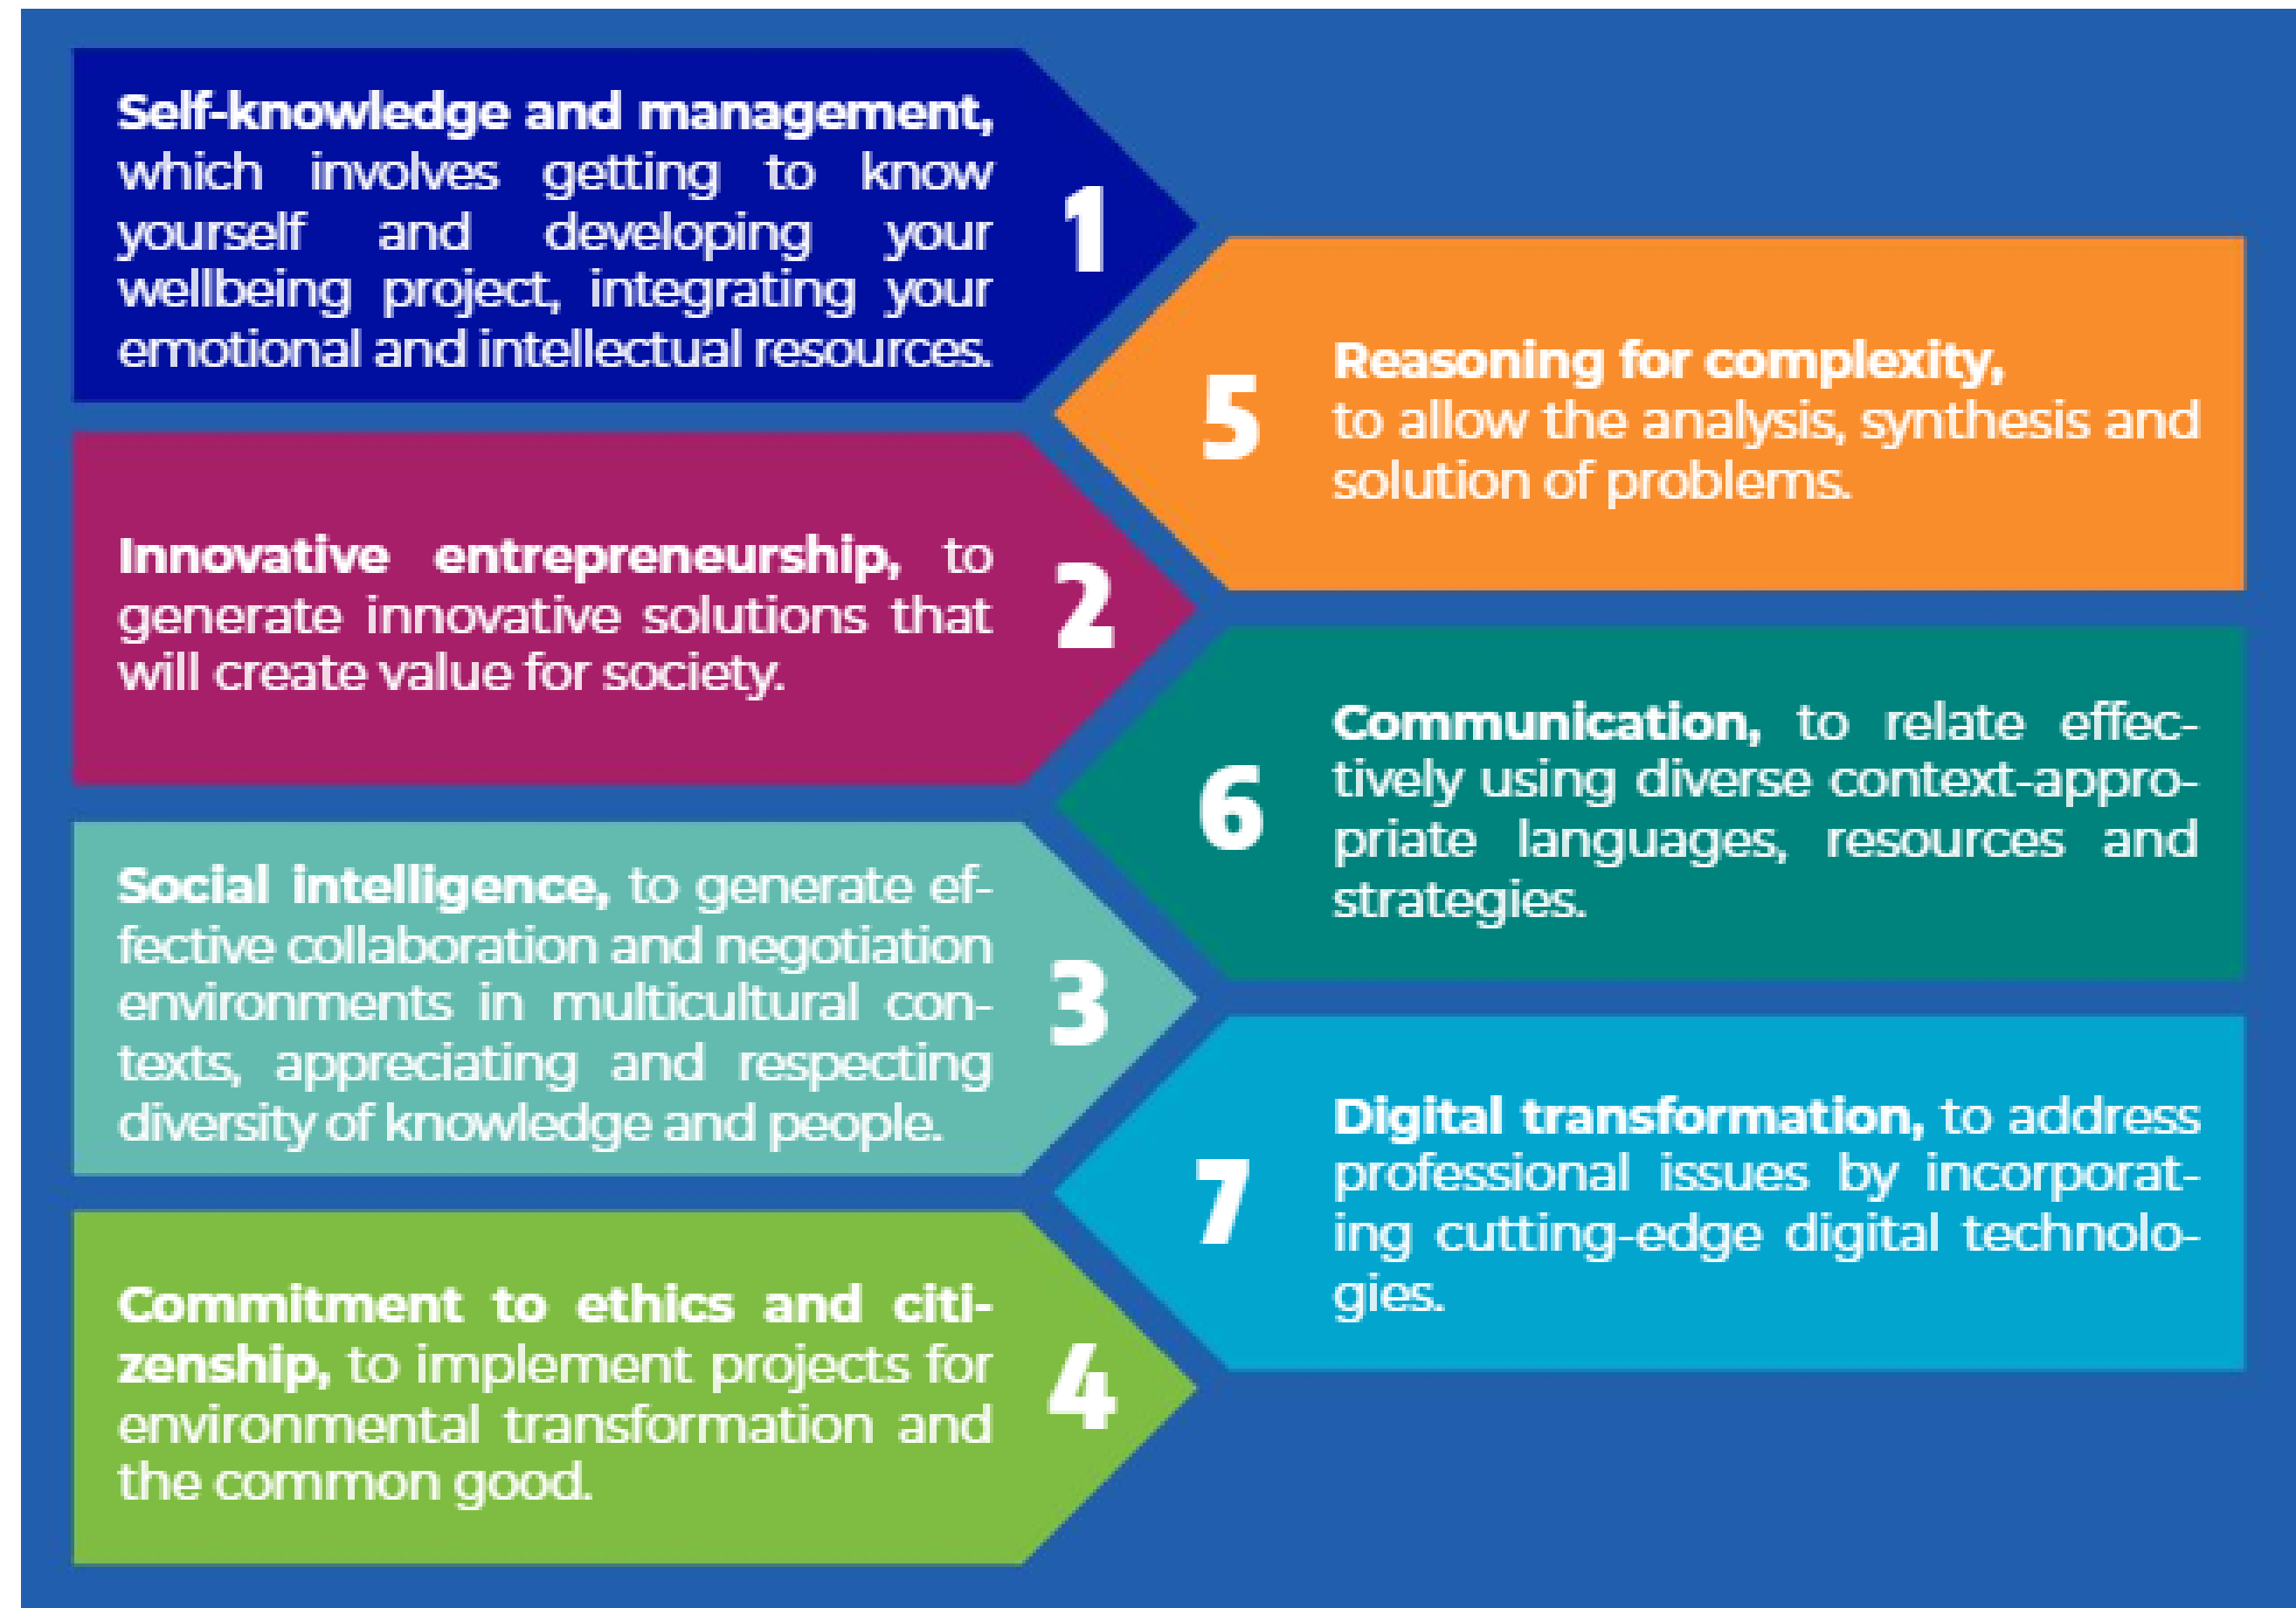 Self-knowledge and management,
which involves getting to know
yourself and developing your
wellbeing project, integrating your
emotional and intellectual resources.
1
Innovative entrepreneurship, to
generate innovative solutions that
will create value for society.
2
Social intelligence, to generate ef-
fective collaboration and negotiation
environments in multicultural con-
texts, appreciating and respecting
diversity of knowledge and people.
3
Commitment to ethics and citi-
zenship, to implement projects for
environmental transformation and
the common good.
4
5
Reasoning for complexity,
to allow the analysis, synthesis and
solution of problems.
6
Communication, to relate effec-
tively using diverse context-appro-
priate languages, resources and
strategies.
7
Digital transformation, to address
professional issues by incorporat-
ing cutting-edge digital technolo-
gies.